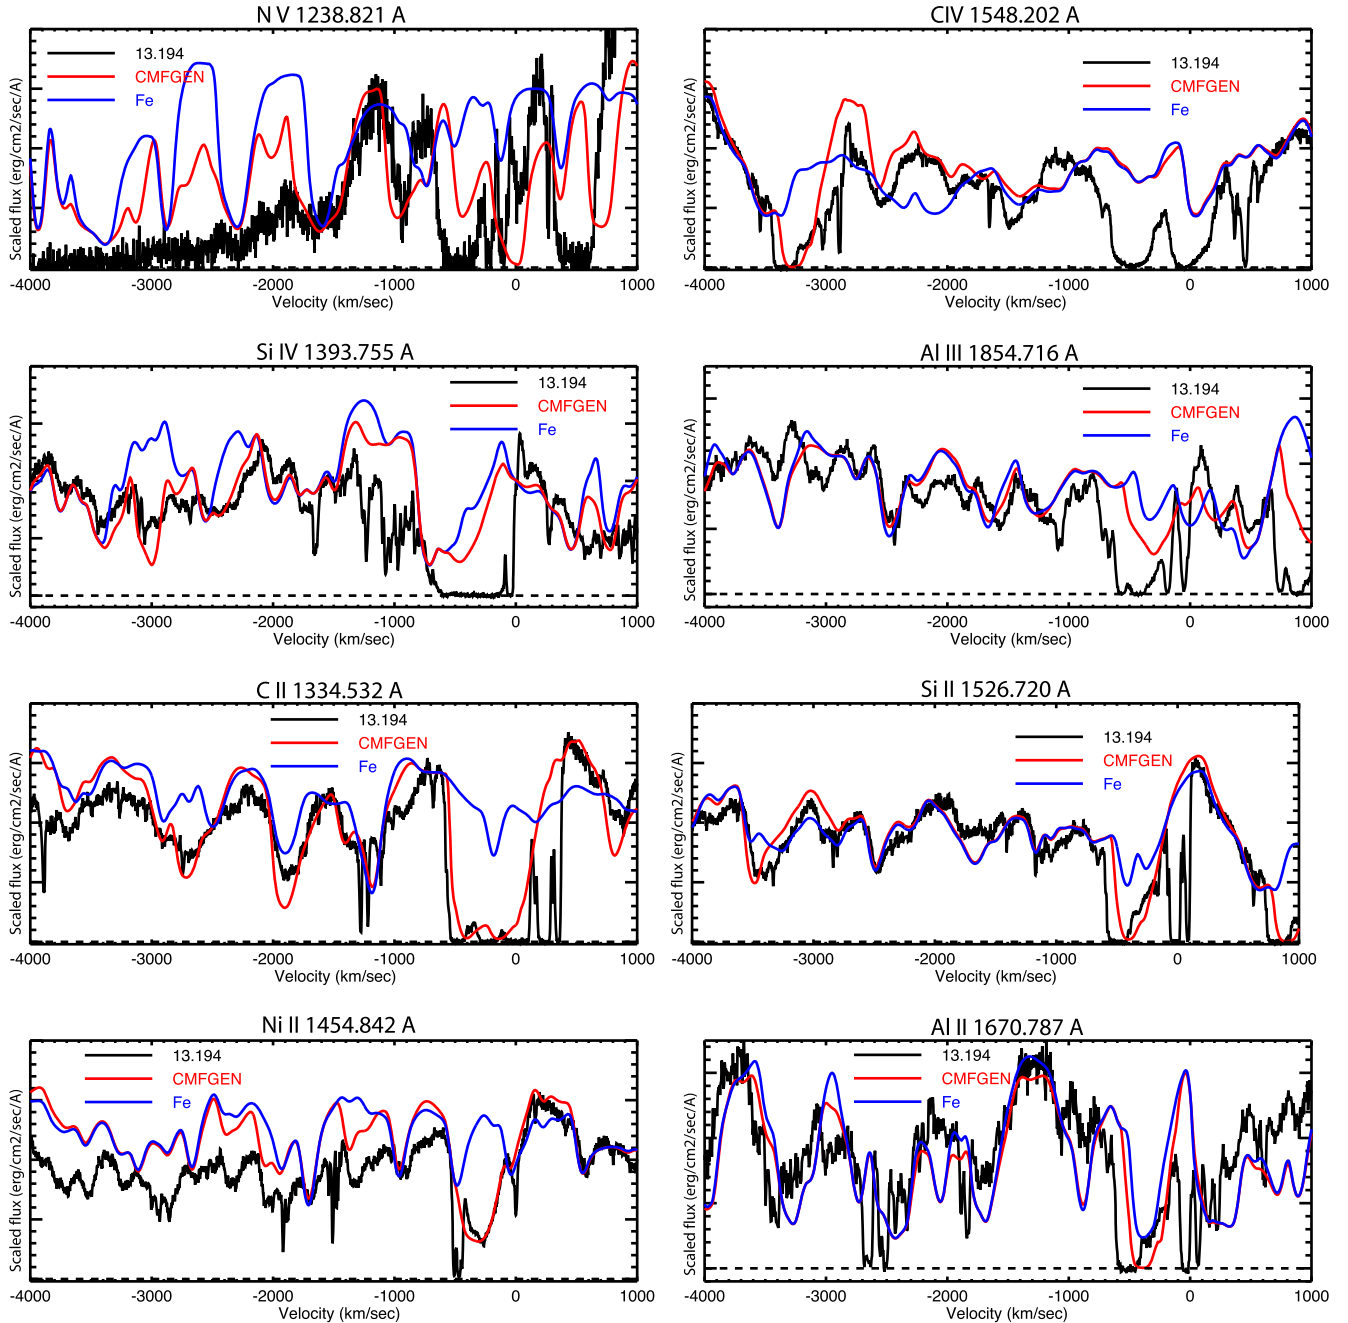 N V 1238.821 A
Scaled flux (erg/cm2/sec/A)
13.194
CMFGEN
Fe
-4000 -3000 -2000 -1000 0 1000
Velocity (km/sec)
CIV 1548.202 A
Scaled flux (erg/cm2/sec/A)
13.194
CMFGEN
Fe
-4000 -3000 -2000 -1000 0 1000
Velocity (km/sec)
Si IV 1393.755 A
Scaled flux (erg/cm2/sec/A)
13.194
CMFGEN
Fe
-4000 -3000 -2000 -1000 0 1000
Velocity (km/sec)
Al III 1854.716 A
Scaled flux (erg/cm2/sec/A)
13.194
CMFGEN
Fe
-4000 -3000 -2000 -1000 0 1000
Velocity (km/sec)
C II 1334.532 A
Scaled flux (erg/cm2/sec/A)
13.194
CMFGEN
Fe
-4000 -3000 -2000 -1000 0 1000
Velocity (km/sec)
Si II 1526.720 A
Scaled flux (erg/cm2/sec/A)
13.194
CMFGEN
Fe
-4000 -3000 -2000 -1000 0 1000
Velocity (km/sec)
Ni II 1454.842 A
Scaled flux (erg/cm2/sec/A)
13.194
CMFGEN
Fe
-4000 -3000 -2000 -1000 0 1000
Velocity (km/sec)
Al II 1670.787 A
Scaled flux (erg/cm2/sec/A)
13.194
CMFGEN
Fe
-4000 -3000 -2000 -1000 0 1000
Velocity (km/sec)